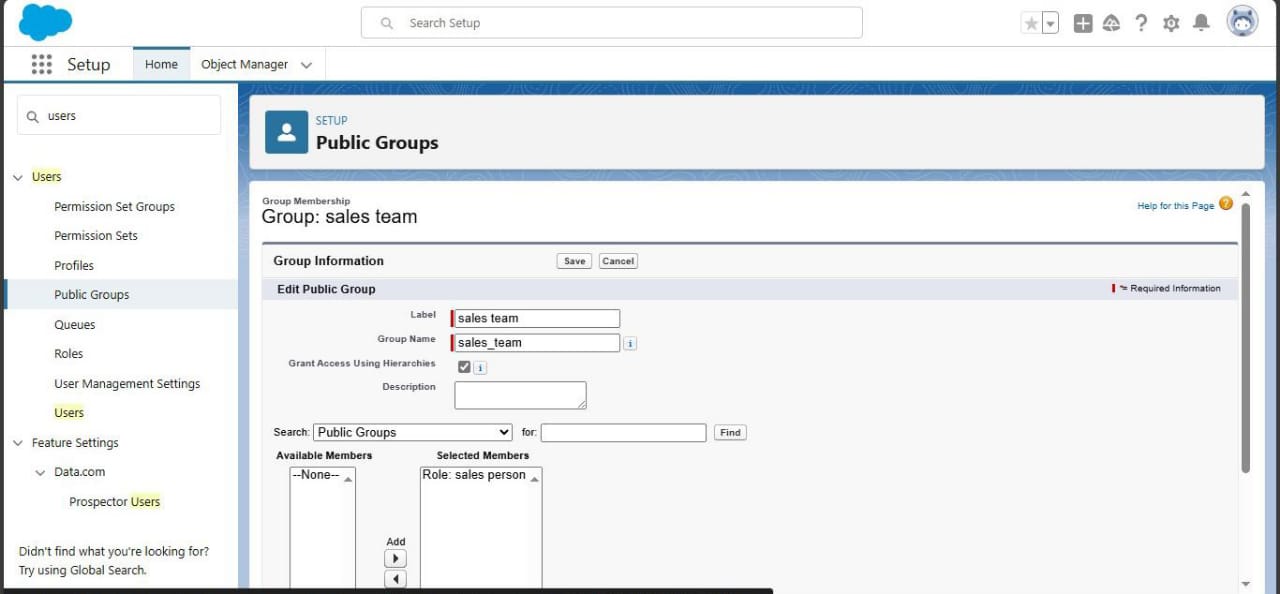 Search Setup
Setup
Home
Object Manager
users
Users
Permission Set Groups
Permission Sets
Profiles
Public Groups
Queues
Roles
User Management Settings
Users
Feature Settings
Data.com
Prospector Users
Didn't find what you're looking for?
Try using Global Search.
SETUP
Public Groups
Group Membership
Group: sales team
Help for this Page ?
Group Information
Save Cancel
Edit Public Group
= Required Information
Label sales team
Group Name sales_team i
Grant Access Using Hierarchies i
Description
Search: Public Groups for: Find
Available Members Selected Members
--None-- Role: sales person
Add